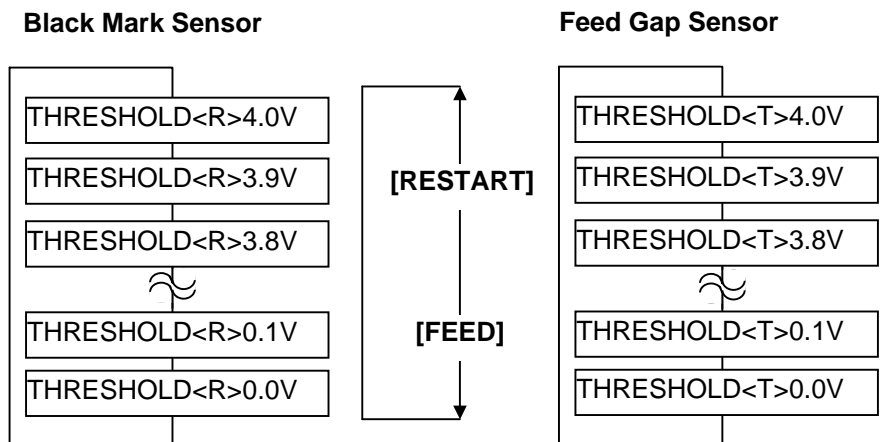 Black Mark Sensor
THRESHOLD<R>4.0V
THRESHOLD<R>3.9V
THRESHOLD<R>3.8V
THRESHOLD<R>0.1V
THRESHOLD<R>0.0V
[RESTART]
[FEED]
Feed Gap Sensor
THRESHOLD<T>4.0V
THRESHOLD<T>3.9V
THRESHOLD<T>3.8V
THRESHOLD<T>0.1V
THRESHOLD<T>0.0V